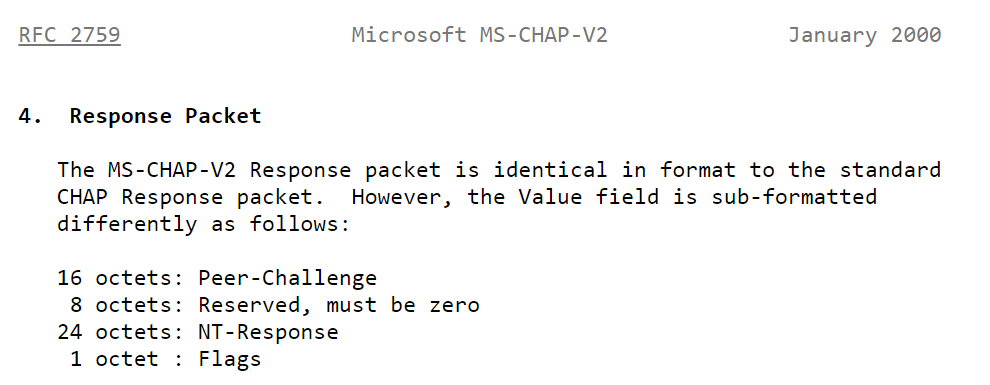 RFC 2759 Microsoft MS-CHAP-V2 January 2000
4. Response Packet
The MS-CHAP-V2 Response packet is identical in format to the standard
CHAP Response packet. However, the Value field is sub-formatted
differently as follows:
16 octets: Peer-Challenge
8 octets: Reserved, must be zero
24 octets: NT-Response
1 octet : Flags